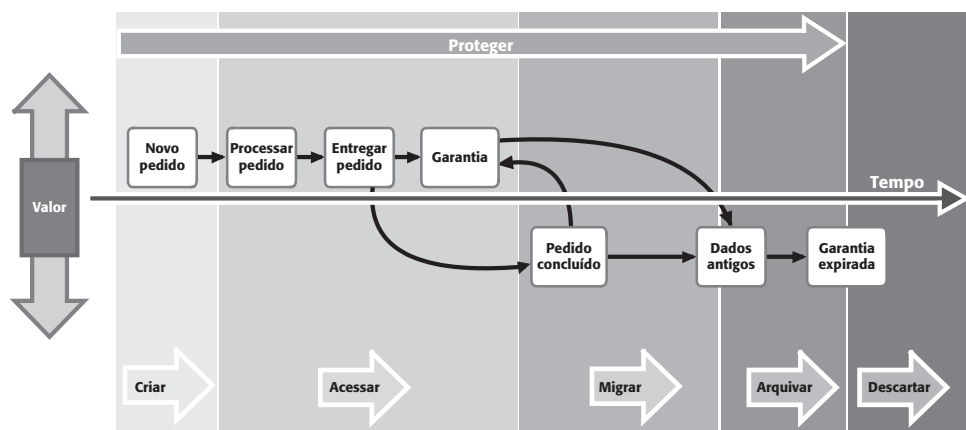 Proteger
Novo
pedido
Processar
pedido
Entregar
pedido
Garantia
Tempo
Valor
Pedido
concluído
Dados
antigos
Garantia
expirada
Criar
Acessar
Migrar
Arquivar
Descartar